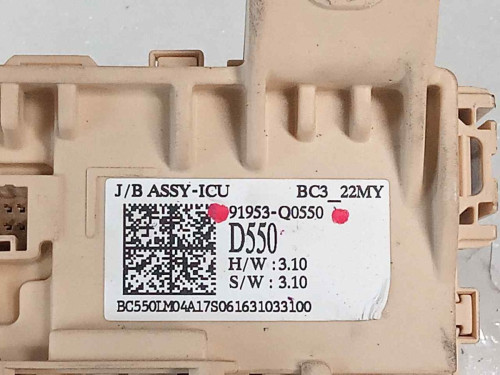 J/B ASSY-ICU BC3_22MY
91953-Q0550
D550
H/W : 3.10
S/W : 3.10
BC550LM04A17S061631033100